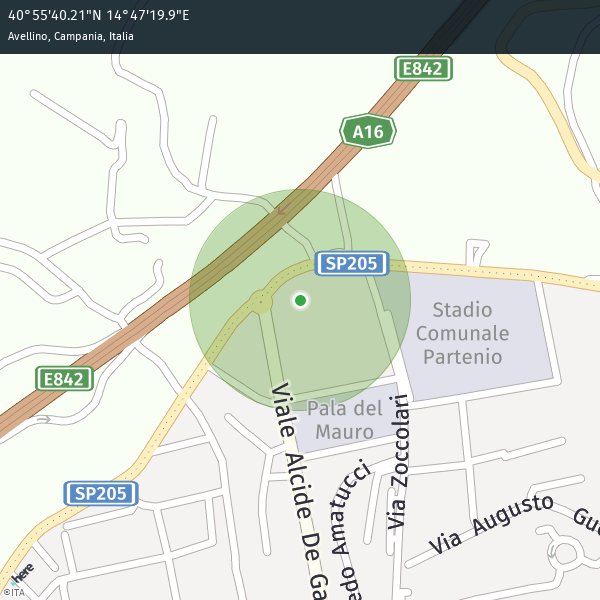 40°55'40.21"N 14°47'19.9"E
Avellino, Campania, Italia
E842
A16
SP205
Stadio
Comunale
Partenio
E842
Pala del
Mauro
Viale Alcide De Ga
Via Zoccolari
apo Amatucci
SP205
Via Augusto
Gu
here
©ITA